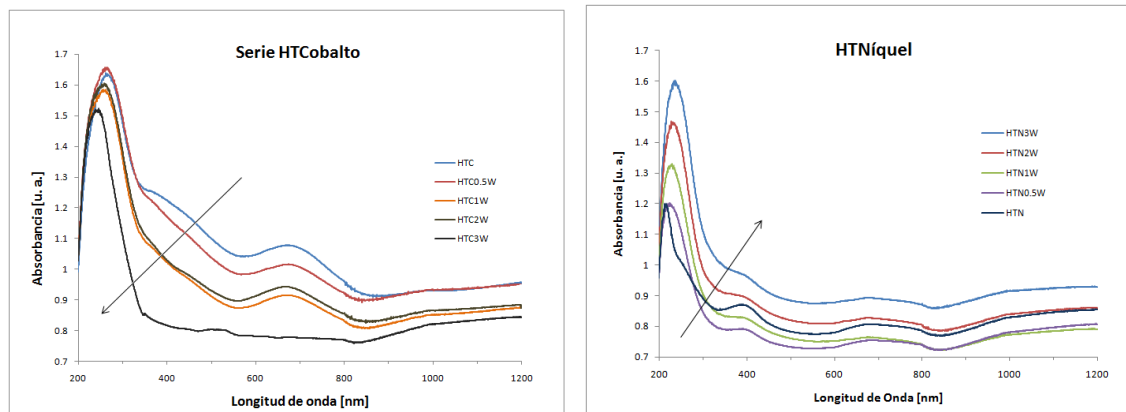 Serie HTCobalto
1.7
1.6
1.5
1.4
1.3
1.2
1.1
1
0.9
0.8
0.7
Absorbancia [u. a.]
200
400
600
800
1000
1200
Longitud de onda [nm]
HTC
HTC0.5W
HTC1W
HTC2W
HTC3W
HTNíquel
1.7
1.6
1.5
1.4
1.3
1.2
1.1
1
0.9
0.8
0.7
Absorbancia [u. a.]
200
400
600
800
1000
1200
Longitud de Onda [nm]
HTN3W
HTN2W
HTN1W
HTN0.5W
HTN